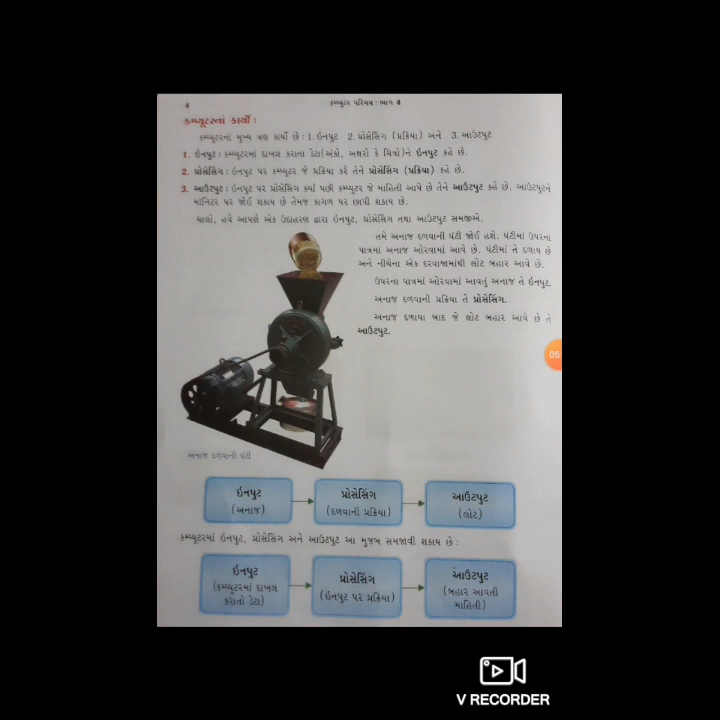 4
કમ્પ્યૂટર પરિચય : ભાગ 4
કમ્પ્યૂટરનાં કાર્યો :
કમ્પ્યૂટરનાં મુખ્ય ત્રણ કાર્યો છે : 1. ઇનપુટ 2. પ્રોસેસિંગ (પ્રક્રિયા) અને 3. આઉટપુટ
1. ઇનપુટ : કમ્પ્યૂટરમાં દાખલ કરાતા ડેટા(અંકો, અક્ષરો કે ચિત્રો)ને ઇનપુટ કહે છે.
2. પ્રોસેસિંગ : ઇનપુટ પર કમ્પ્યૂટર જે પ્રક્રિયા કરે તેને પ્રોસેસિંગ (પ્રક્રિયા) કહે છે.
3. આઉટપુટ : ઇનપુટ પર પ્રોસેસિંગ કર્યા પછી કમ્પ્યૂટર જે માહિતી આપે છે તેને આઉટપુટ કહે છે. આઉટપુટને
મૉનિટર પર જોઈ શકાય છે તેમજ કાગળ પર છાપી શકાય છે.
ચાલો, હવે આપણે એક ઉદાહરણ દ્વારા ઇનપુટ, પ્રોસેસિંગ તથા આઉટપુટ સમજીએ.
તમે અનાજ દળવાની ઘંટી જોઈ હશે. ઘંટીમાં ઉપરના
પાત્રમાં અનાજ ઓરવામાં આવે છે. ઘંટીમાં તે દળાય છે
અને નીચેના એક દરવાજામાંથી લોટ બહાર આવે છે.
ઉપરના પાત્રમાં ઓરવામાં આવતું અનાજ તે ઇનપુટ.
અનાજ દળવાની પ્રક્રિયા તે પ્રોસેસિંગ.
અનાજ દળાયા બાદ જે લોટ બહાર આવે છે તે
આઉટપુટ.
05:
અનાજ દળવાની ઘંટી
ઇનપુટ
(અનાજ)
પ્રોસેસિંગ
(દળવાની પ્રક્રિયા)
આઉટપુટ
(લોટ)
કમ્પ્યૂટરમાં ઇનપુટ, પ્રોસેસિંગ અને આઉટપુટ આ મુજબ સમજાવી શકાય છે :
ઇનપુટ
(કમ્પ્યૂટરમાં દાખલ
કરાતો ડેટા)
પ્રોસેસિંગ
(ઇનપુટ પર પ્રક્રિયા)
આઉટપુટ
(બહાર આવતી
માહિતી)
V RECORDER